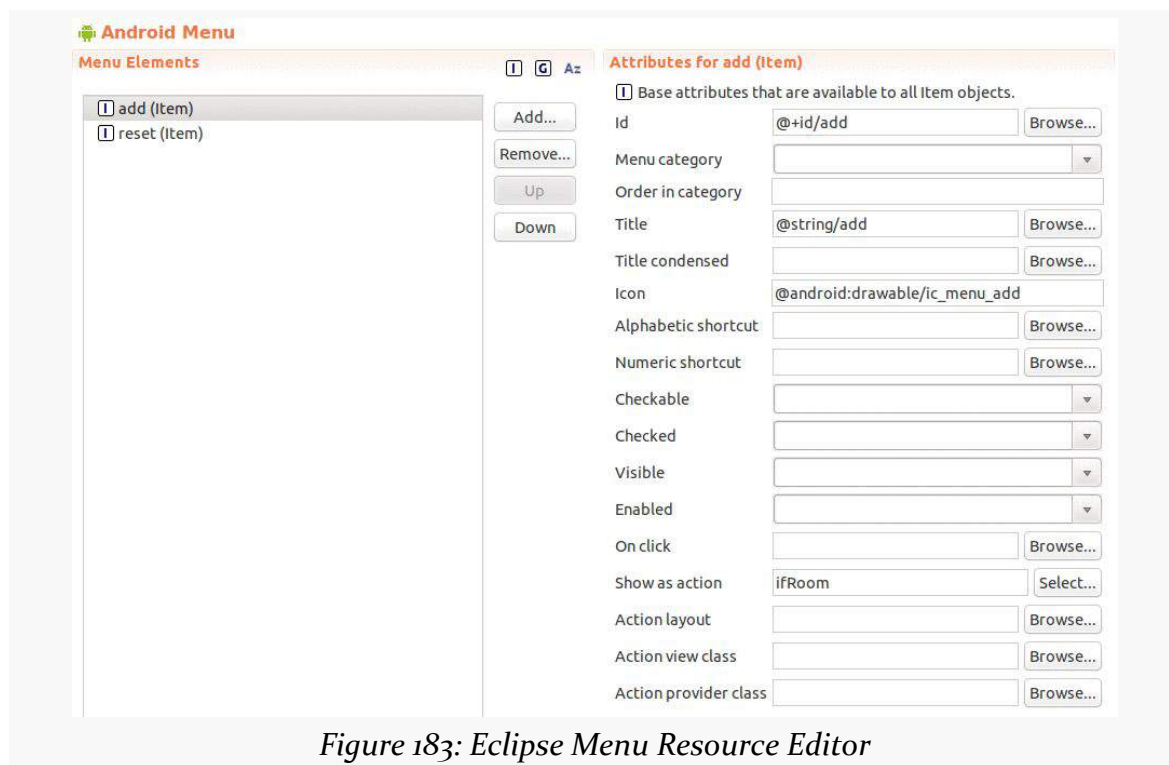 Android Menu
Menu Elements
I G Az
I add (Item)
I reset (Item)
Add...
Remove...
Up
Down
Attributes for add (Item)
I Base attributes that are available to all Item objects.
Id @+id/add Browse...
Menu category
Order in category
Title @string/add Browse...
Title condensed Browse...
Icon @android:drawable/ic_menu_add
Alphabetic shortcut Browse...
Numeric shortcut Browse...
Checkable
Checked
Visible
Enabled
On click Browse...
Show as action ifRoom Select...
Action layout Browse...
Action view class Browse...
Action provider class Browse...
Figure 183: Eclipse Menu Resource Editor